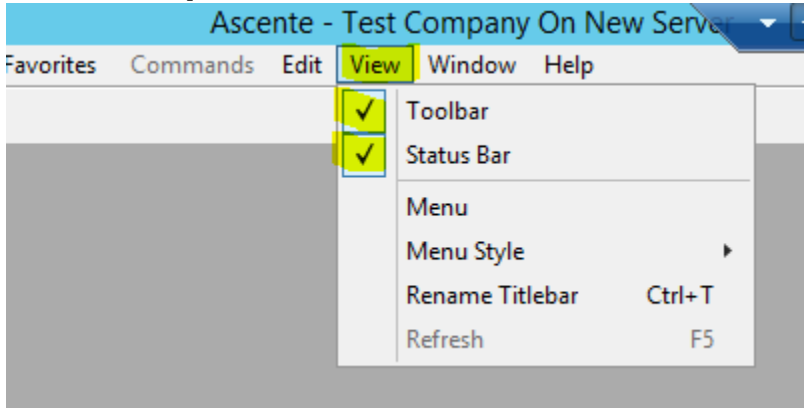 Ascente - Test Company On New Server
Favorites Commands Edit View Window Help
Toolbar
Status Bar
Menu
Menu Style
Rename Titlebar Ctrl+T
Refresh F5